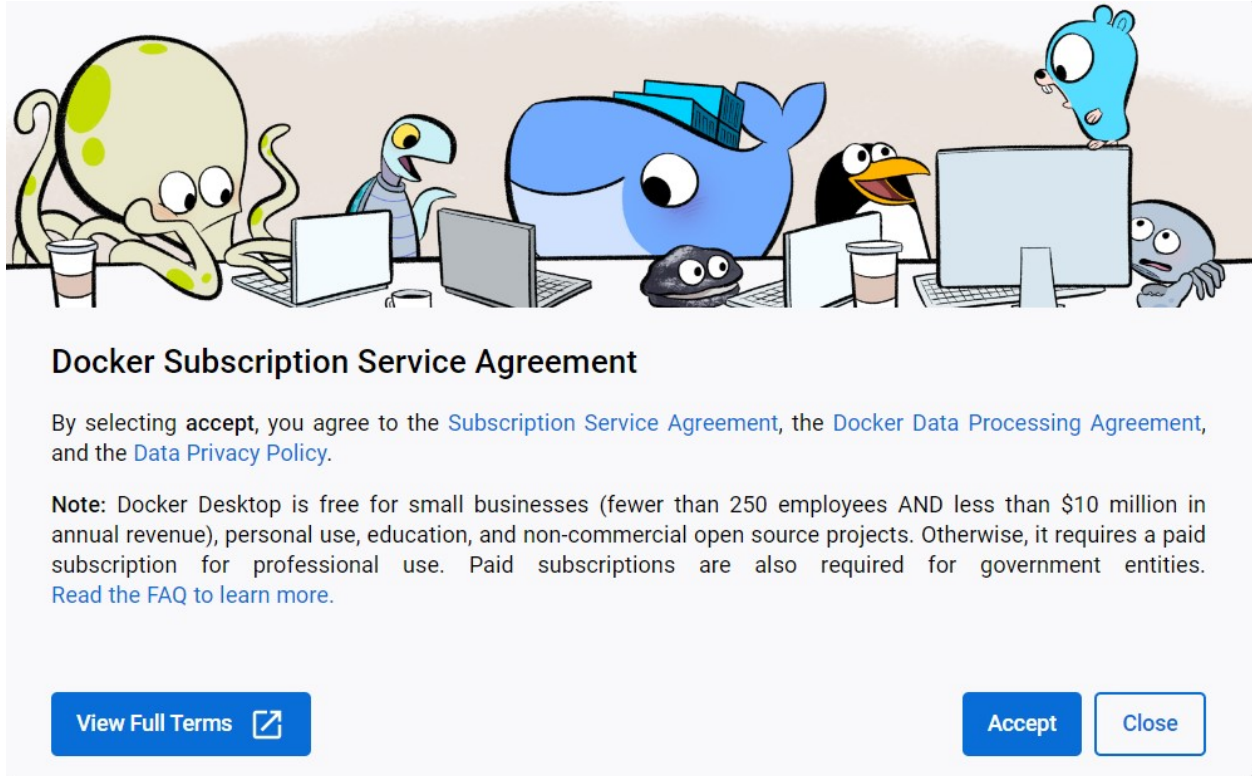 Docker Subscription Service Agreement
By selecting accept, you agree to the Subscription Service Agreement, the Docker Data Processing Agreement,
and the Data Privacy Policy.
Note: Docker Desktop is free for small businesses (fewer than 250 employees AND less than $10 million in
annual revenue), personal use, education, and non-commercial open source projects. Otherwise, it requires a paid
subscription for professional use. Paid subscriptions are also required for government entities.
Read the FAQ to learn more.
View Full Terms
Accept
Close